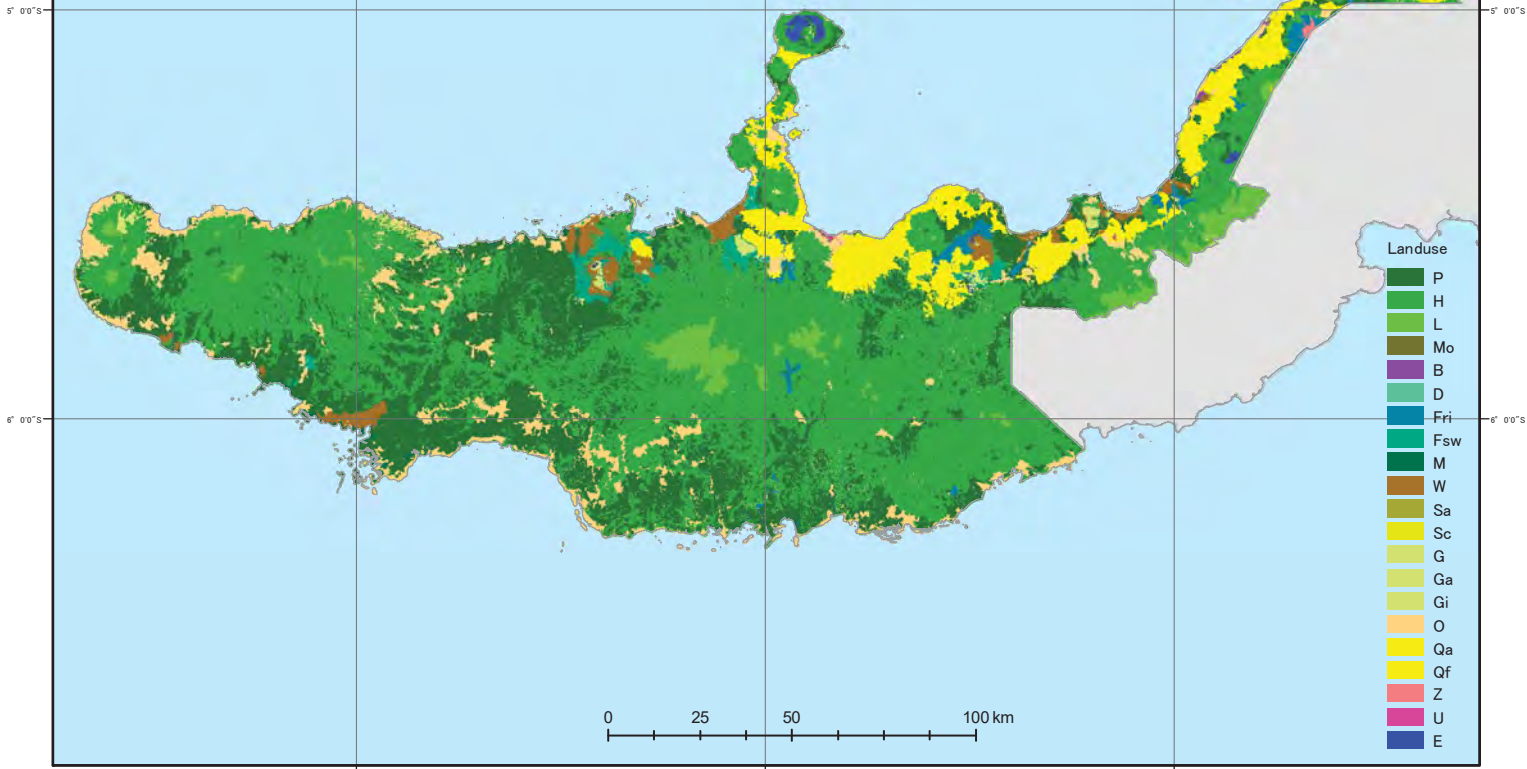 5° 0'0"S
5° 0'0"S
Landuse
P
H
L
Mo
B
D
6° 0'0"S
Fri
6° 0'0"S
Fsw
M
W
Sa
Sc
G
Ga
Gi
O
Qa
Qf
Z
U
E
0 25 50 100 km